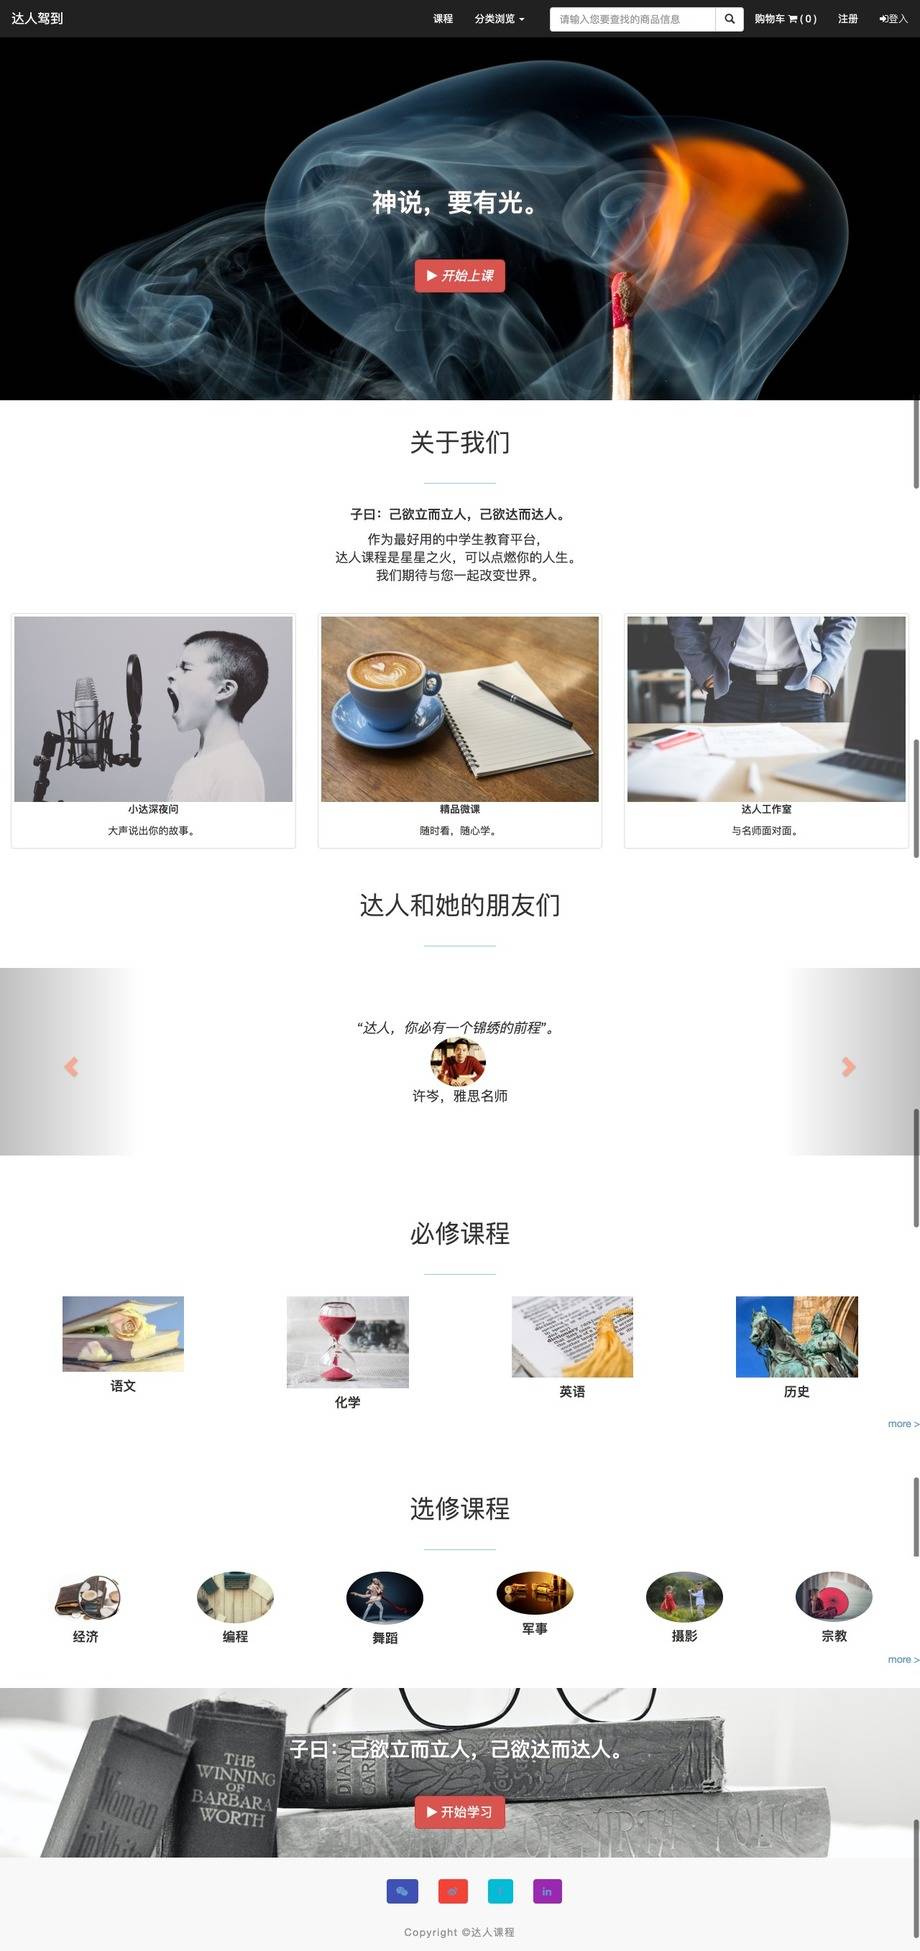 达人驾到
课程
分类浏览
请输入您要查找的商品信息
购物车 ( 0 )
注册
登入
神说，要有光。
开始上课
关于我们
子曰：己欲立而立人，己欲达而达人。
作为最好用的中学生教育平台，
达人课程是星星之火，可以点燃你的人生。
我们期待与您一起改变世界。
小达深夜问
大声说出你的故事。
精品微课
随时看，随心学。
达人工作室
与名师面对面。
达人和她的朋友们
“达人，你必有一个锦绣的前程”。
许岑，雅思名师
必修课程
语文
化学
dictionary
英语
历史
more >
选修课程
经济
编程
舞蹈
军事
摄影
宗教
more >
THE
WINNING
OF
BARBARA
WORTH
DIANA
子曰：己欲立而立人，己欲达而达人。
开始学习
in
Copyright ©达人课程